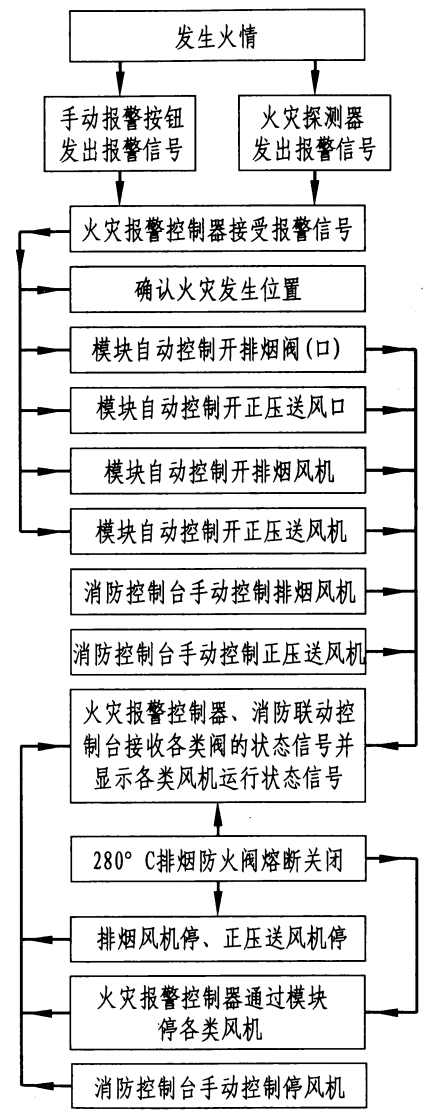 发生火情
手动报警按钮
发出报警信号
火灾探测器
发出报警信号
火灾报警控制器接受报警信号
确认火灾发生位置
模块自动控制开排烟阀(口)
模块自动控制开正压送风口
模块自动控制开排烟风机
模块自动控制开正压送风机
消防控制台手动控制排烟风机
消防控制台手动控制正压送风机
火灾报警控制器、消防联动控
制台接收各类阀的状态信号并
显示各类风机运行状态信号
280°C排烟防火阀熔断关闭
排烟风机停、正压送风机停
火灾报警控制器通过模块
停各类风机
消防控制台手动控制停风机